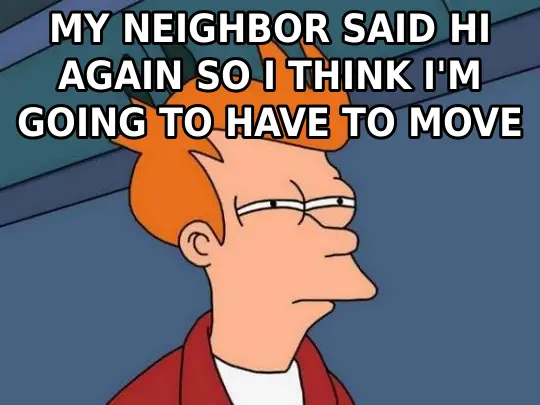 MY NEIGHBOR SAID HI
AGAIN SO I THINK I'M
GOING TO HAVE TO MOVE